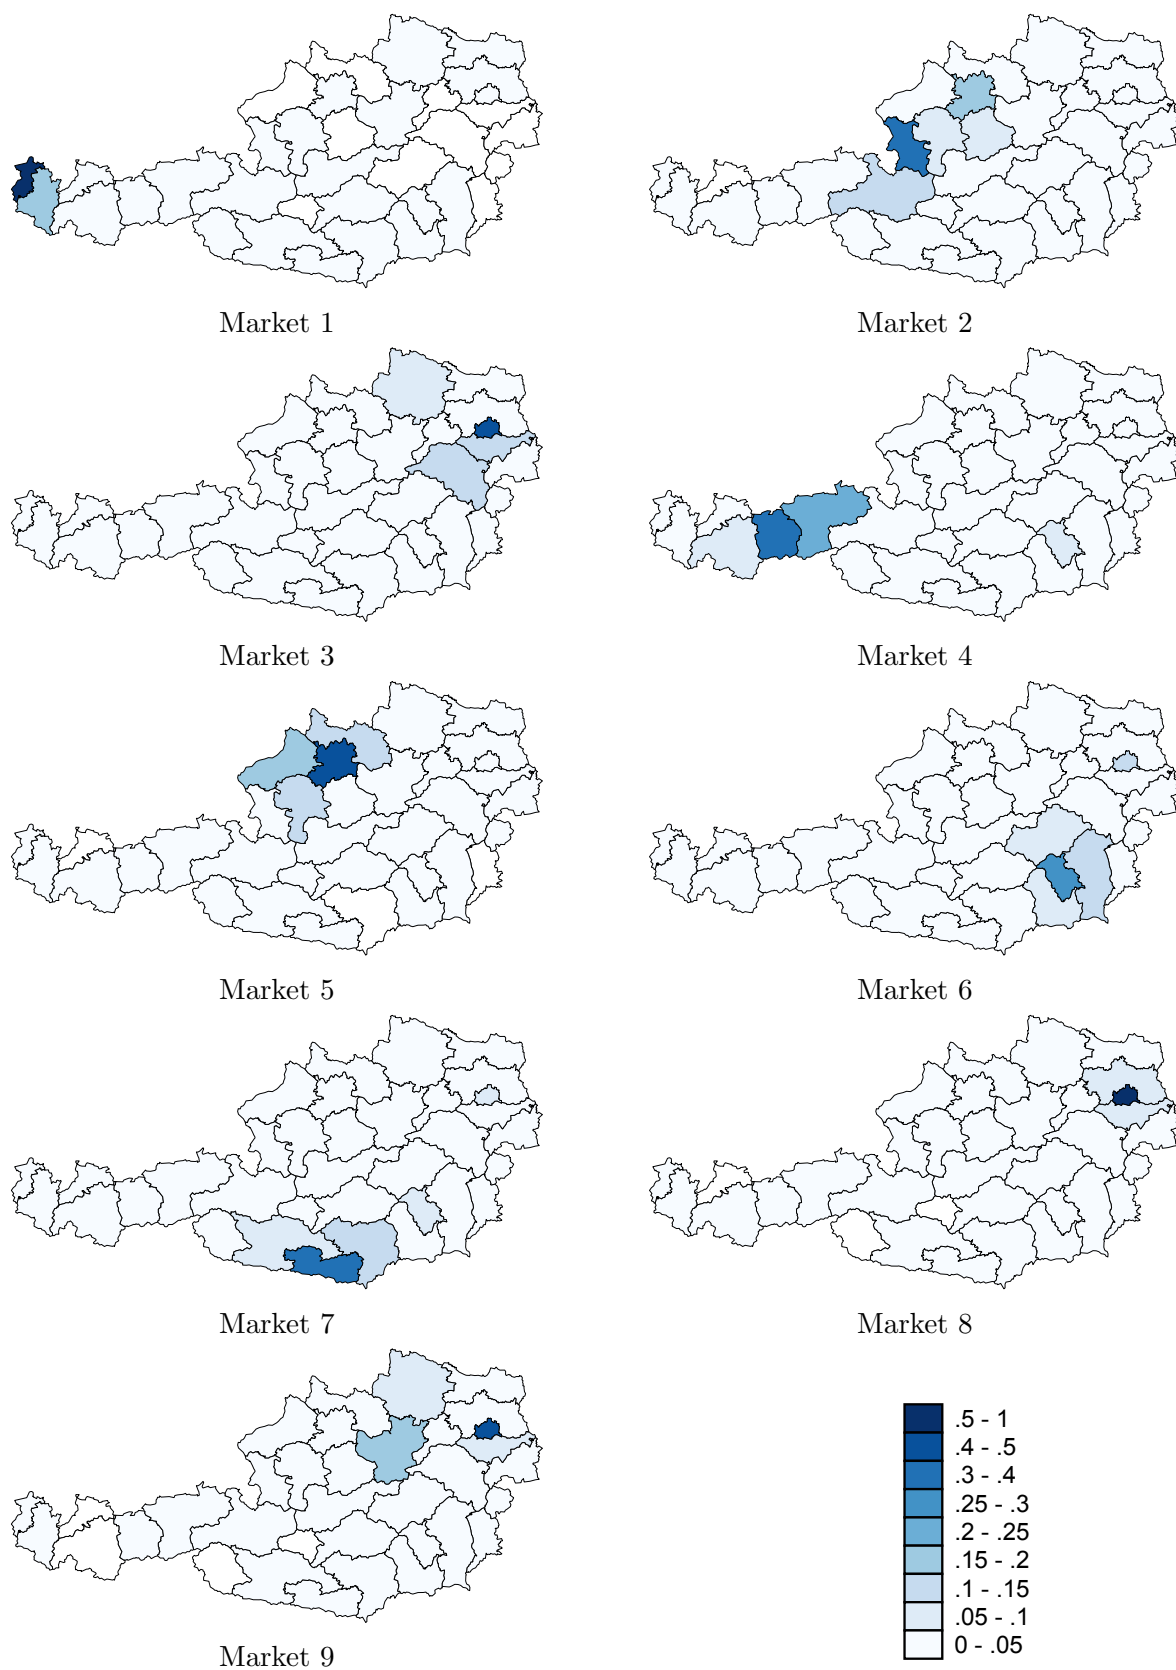 Market 1
Market 2
Market 3
Market 4
Market 5
Market 6
Market 7
Market 8
Market 9
.5 - 1
.4 - .5
.3 - .4
.25 - .3
.2 - .25
.15 - .2
.1 - .15
.05 - .1
0 - .05